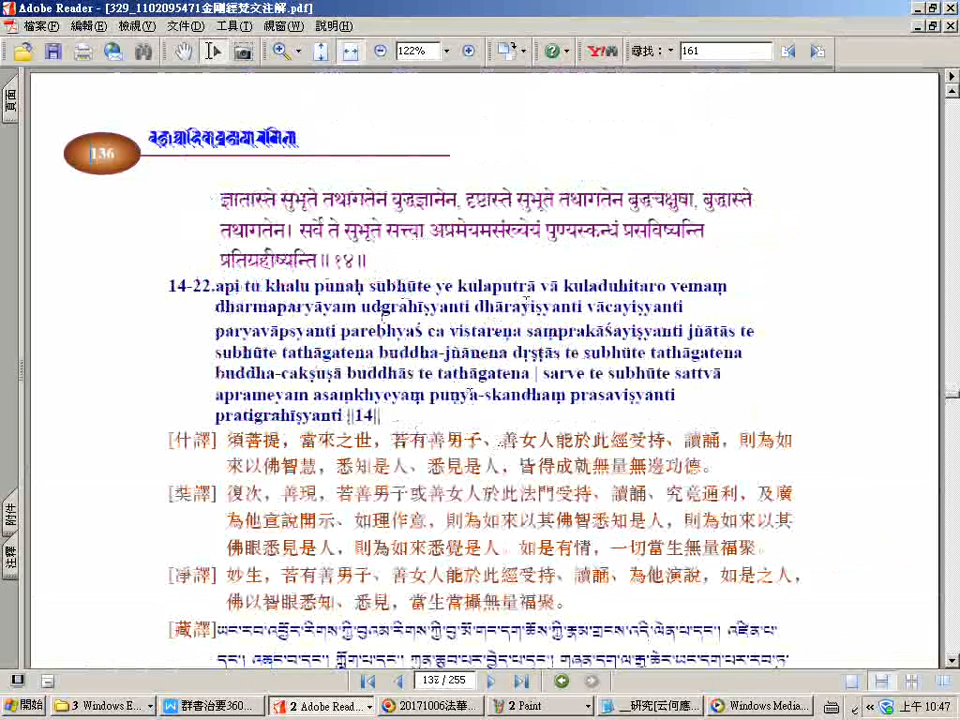 Adobe Reader - [329_1102095471金剛經梵文注解.pdf]
檔案(F) 編輯(E) 檢視(V) 文件(D) 工具(T) 視窗(W) 說明(H)
122% 尋找： 161
頁面
136
ज्ञातास्ते सुभूते तथागतेन बुद्धज्ञानेन, दृष्टास्ते सुभूते तथागतेन बुद्धचक्षुषा, बुद्धास्ते
तथागतेन। सर्वे ते सुभूते सत्त्वा अप्रमेयमसंख्येयं पुण्यस्कन्धं प्रसविष्यन्ति
प्रतिग्रहीष्यन्ति॥१४॥
14-22.api tu khalu punaḥ subhūte ye kulaputrā vā kuladuhitaro vemaṃ
dharmaparyāyam udgrahīṣyanti dhārayiṣyanti vācayiṣyanti
paryavāpsyanti parebhyaś ca vistareṇa saṃprakāśayiṣyanti jñātās te
subhūte tathāgatena buddha-jñānena dṛṣṭās te subhūte tathāgatena
buddha-cakṣuṣā buddhās te tathāgatena | sarve te subhūte sattvā
aprameyam asaṃkhyeyaṃ puṇya-skandhaṃ prasaviṣyanti
pratigrahīṣyanti ||14||
[什譯] 須菩提，當來之世，若有善男子、善女人能於此經受持、讀誦，則為如
來以佛智慧，悉知是人、悉見是人，皆得成就無量無邊功德。
[奘譯] 復次，善現，若善男子或善女人於此法門受持、讀誦、究竟通利，及廣
為他宣說開示、如理作意，則為如來以其佛智悉知是人，則為如來以其
佛眼悉見是人，則為如來悉覺是人。如是有情，一切當生無量福聚。
[淨譯] 妙生，若有善男子、善女人能於此經受持、讀誦、為他演說，如是之人，
佛以智眼悉知、悉見，當生當攝無量福聚。
[藏譯]
附件
註釋
137 / 255
開始 3 Windows E... 群書治要360... 2 Adobe Read... 20171006法華... 2 Paint __研究[云何應... Windows Media... 上午 10:47